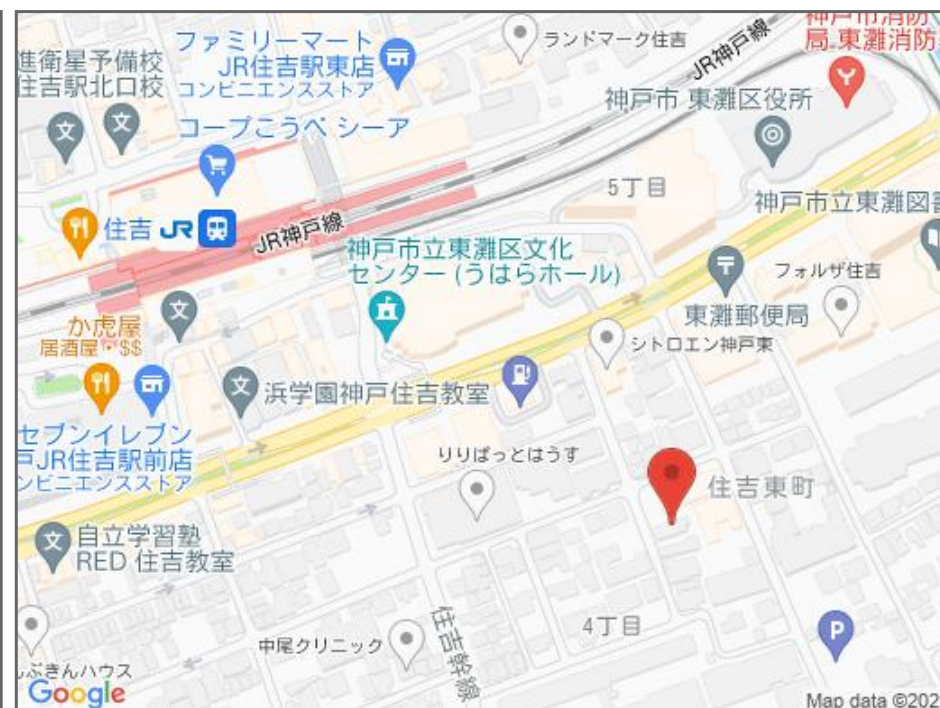 神戸市消防
局 東灘消防
ランドマーク住吉
JR神戸線
ファミリーマート
JR住吉駅東店
コンビニエンスストア
進衛星予備校
住吉駅北口校
神戸市 東灘区役所
コープこうべ シーア
5丁目
神戸市立東灘図書
住吉 JR
JR神戸線
神戸市立東灘区文化
センター (うはらホール)
フォルザ住吉
東灘郵便局
か虎屋
居酒屋・$$
シトロエン神戸東
浜学園神戸住吉教室
セブンイレブン
戸JR住吉駅前店
ンビニエンスストア
りりぱっとはうす
住吉東町
自立学習塾
RED 住吉教室
4丁目
住吉幹線
中尾クリニック
P
しぶきんハウス
Google
Map data ©202